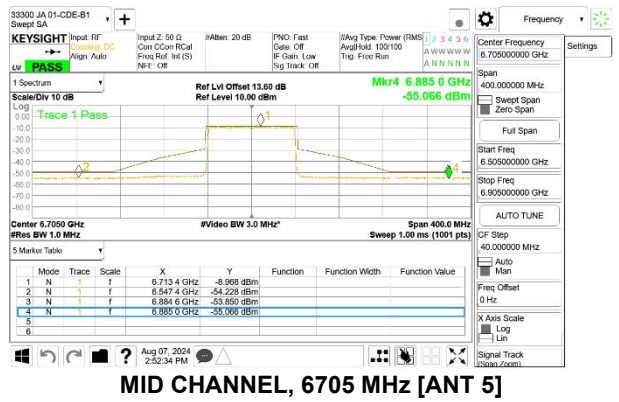 33300 JA 01-CDE-B1
Swept SA
Frequency
KEYSIGHT
Input: RF
Coupling: DC
Align: Auto
Input Z: 50 Ω
Corr CCorr RCal
Freq Ref: Int (S)
NFE: Off
#Atten: 20 dB
PNO: Fast
Gate: Off
IF Gain: Low
Sig Track: Off
#Avg Type: Power (RMS
Avg|Hold: 100/100
Trig: Free Run
1 2 3 4 5 6
A W W W W W
A N N N N N
LXI PASS
1 Spectrum
Scale/Div 10 dB
Ref Lvl Offset 13.60 dB
Ref Level 10.00 dBm
Mkr4 6.885 0 GHz
-55.066 dBm
Log
Trace 1 Pass
0.00
-10.0
-20.0
-30.0
-40.0
-50.0
-60.0
-70.0
-80.0
1
2
4
Center 6.7050 GHz
#Res BW 1.0 MHz
#Video BW 3.0 MHz*
Span 400.0 MHz
Sweep 1.00 ms (1001 pts)
5 Marker Table
Mode Trace Scale X Y Function Function Width Function Value
1 N 1 f 6.713 4 GHz -8.968 dBm
2 N 1 f 6.547 4 GHz -54.228 dBm
3 N 1 f 6.884 6 GHz -53.850 dBm
4 N 1 f 6.885 0 GHz -55.066 dBm
5
6
Aug 07, 2024
2:52:34 PM
Center Frequency
6.705000000 GHz
Settings
Span
400.000000 MHz
Swept Span
Zero Span
Full Span
Start Freq
6.505000000 GHz
Stop Freq
6.905000000 GHz
AUTO TUNE
CF Step
40.000000 MHz
Auto
Man
Freq Offset
0 Hz
X Axis Scale
Log
Lin
Signal Track
(Span Zoom)
MID CHANNEL, 6705 MHz [ANT 5]